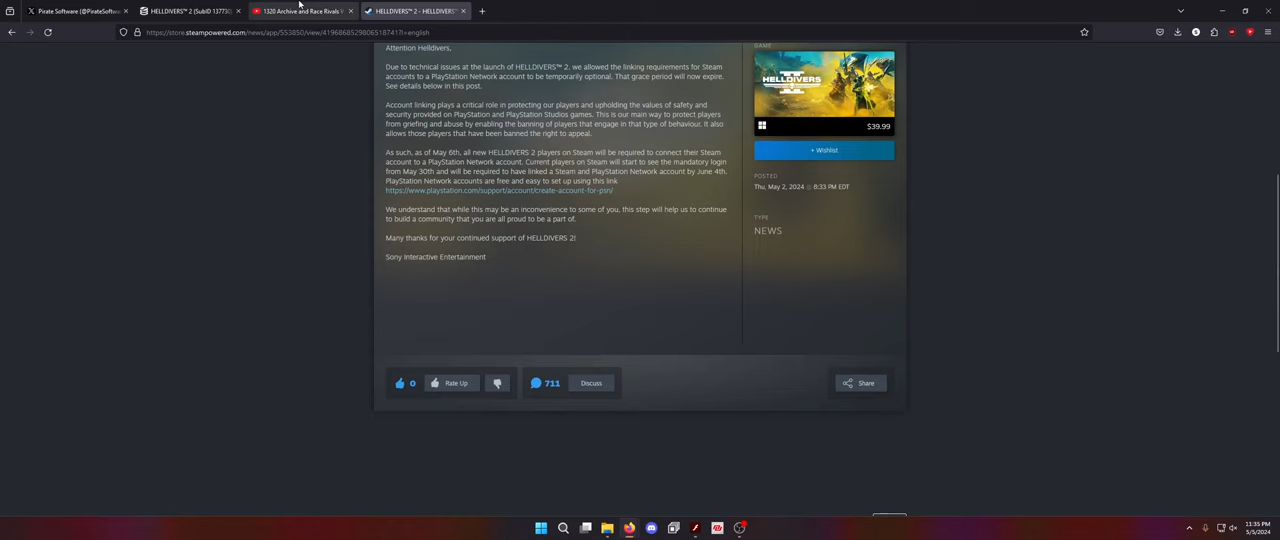 Pirate Software (@PirateSoftwa
HELLDIVERS™ 2 (SubID 137730
1320 Archive and Race Rivals
HELLDIVERS™ 2 - HELLDIVERS™
https://store.steampowered.com/news/app/553850/view/4196868529806518741?l=english
Attention Helldivers,
Due to technical issues at the launch of HELLDIVERS™ 2, we allowed the linking requirements for Steam
accounts to a PlayStation Network account to be temporarily optional. That grace period will now expire.
See details below in this post.
Account linking plays a critical role in protecting our players and upholding the values of safety and
security provided on PlayStation and PlayStation Studios games. This is our main way to protect players
from griefing and abuse by enabling the banning of players that engage in that type of behaviour. It also
allows those players that have been banned the right to appeal.
As such, as of May 6th, all new HELLDIVERS 2 players on Steam will be required to connect their Steam
account to a PlayStation Network account. Current players on Steam will start to see the mandatory login
from May 30th and will be required to have linked a Steam and PlayStation Network account by June 4th.
PlayStation Network accounts are free and easy to set up using this link
https://www.playstation.com/support/account/create-account-for-psn/
We understand that while this may be an inconvenience to some of you, this step will help us to continue
to build a community that you are all proud to be a part of.
Many thanks for your continued support of HELLDIVERS 2!
Sony Interactive Entertainment
GAME
HELLDIVERS
$39.99
+ Wishlist
POSTED
Thu, May 2, 2024 @ 8:33 PM EDT
TYPE
NEWS
0
Rate Up
711
Discuss
Share
11:35 PM
5/5/2024